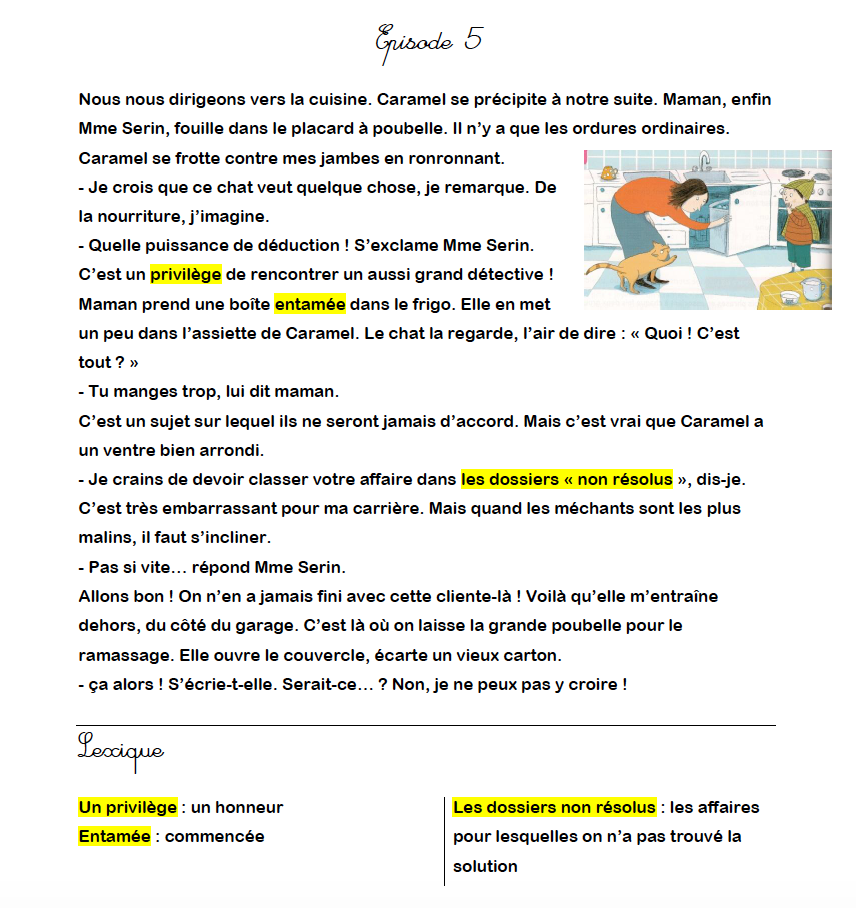 Episode 5
Nous nous dirigeons vers la cuisine. Caramel se précipite à notre suite. Maman, enfin
Mme Serin, fouille dans le placard à poubelle. Il n’y a que les ordures ordinaires.
Caramel se frotte contre mes jambes en ronronnant.
- Je crois que ce chat veut quelque chose, je remarque. De
la nourriture, j’imagine.
- Quelle puissance de déduction ! S’exclame Mme Serin.
C’est un privilège de rencontrer un aussi grand détective !
Maman prend une boîte entamée dans le frigo. Elle en met
un peu dans l’assiette de Caramel. Le chat la regarde, l’air de dire : « Quoi ! C’est
tout ? »
- Tu manges trop, lui dit maman.
C’est un sujet sur lequel ils ne seront jamais d’accord. Mais c’est vrai que Caramel a
un ventre bien arrondi.
- Je crains de devoir classer votre affaire dans les dossiers « non résolus », dis-je.
C’est très embarrassant pour ma carrière. Mais quand les méchants sont les plus
malins, il faut s’incliner.
- Pas si vite… répond Mme Serin.
Allons bon ! On n’en a jamais fini avec cette cliente-là ! Voilà qu’elle m’entraîne
dehors, du côté du garage. C’est là où on laisse la grande poubelle pour le
ramassage. Elle ouvre le couvercle, écarte un vieux carton.
- ça alors ! S’écrie-t-elle. Serait-ce… ? Non, je ne peux pas y croire !
Lexique
Un privilège : un honneur
Entamée : commencée
Les dossiers non résolus : les affaires
pour lesquelles on n’a pas trouvé la
solution